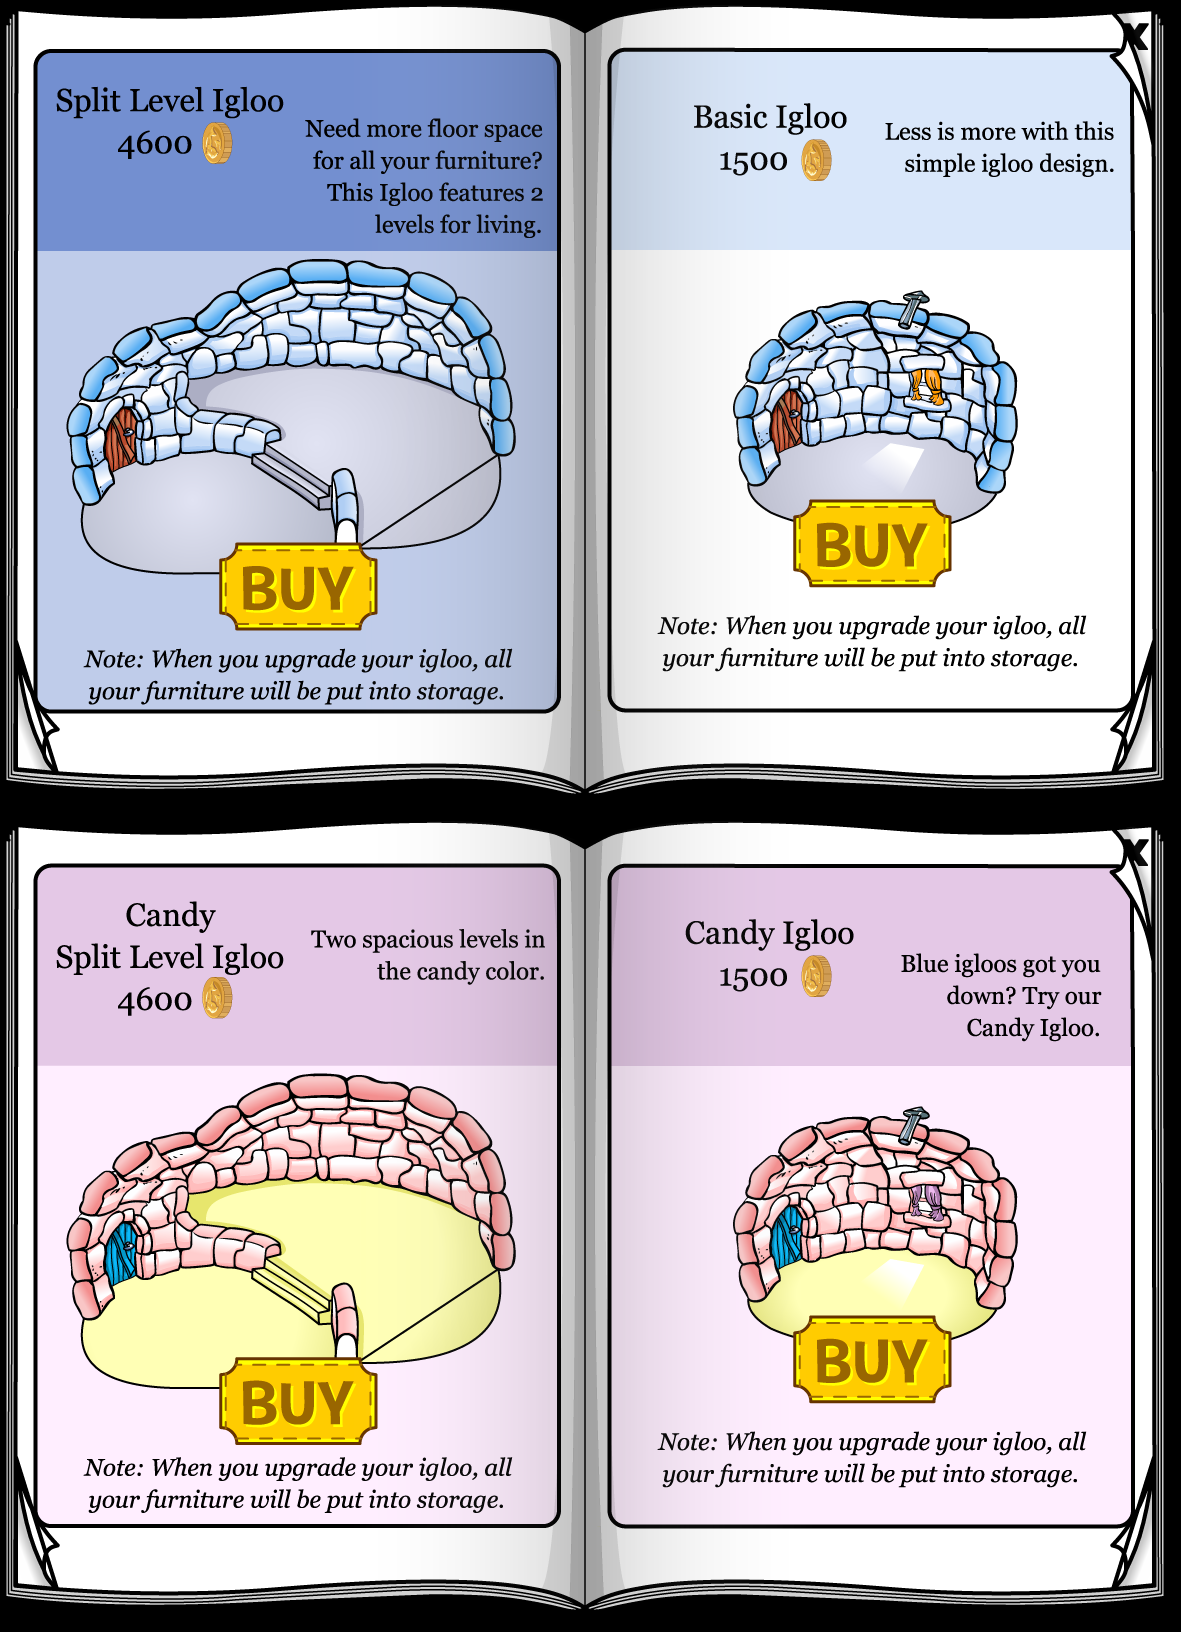 Split Level Igloo
4600
Need more floor space
for all your furniture?
This Igloo features 2
levels for living.
BUY
Note: When you upgrade your igloo, all
your furniture will be put into storage.
X
Basic Igloo
1500
Less is more with this
simple igloo design.
BUY
Note: When you upgrade your igloo, all
your furniture will be put into storage.
Candy
Split Level Igloo
4600
Two spacious levels in
the candy color.
BUY
Note: When you upgrade your igloo, all
your furniture will be put into storage.
X
Candy Igloo
1500
Blue igloos got you
down? Try our
Candy Igloo.
BUY
Note: When you upgrade your igloo, all
your furniture will be put into storage.